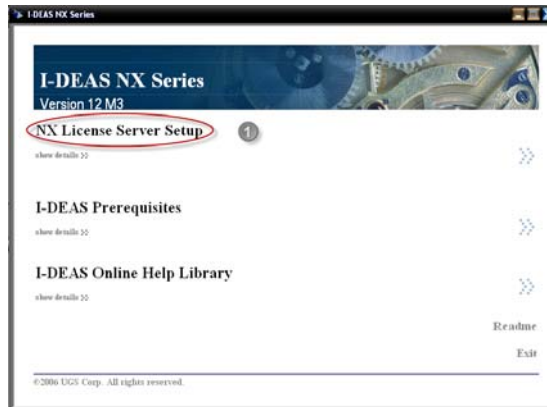 I-DEAS NX Series
I-DEAS NX Series
Version 12 M3
NX License Server Setup
1
show details >>
I-DEAS Prerequisites
show details >>
I-DEAS Online Help Library
show details >>
Readme
Exit
©2006 UGS Corp. All rights reserved.